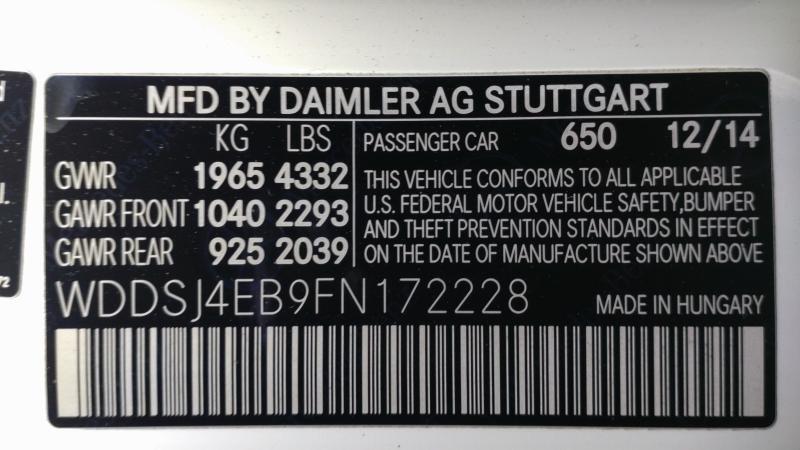 MFD BY DAIMLER AG STUTTGART
KG LBS
GVWR 1965 4332
GAWR FRONT 1040 2293
GAWR REAR 925 2039
PASSENGER CAR 650 12/14
THIS VEHICLE CONFORMS TO ALL APPLICABLE
U.S. FEDERAL MOTOR VEHICLE SAFETY,BUMPER
AND THEFT PREVENTION STANDARDS IN EFFECT
ON THE DATE OF MANUFACTURE SHOWN ABOVE
WDDSJ4EB9FN172228 MADE IN HUNGARY